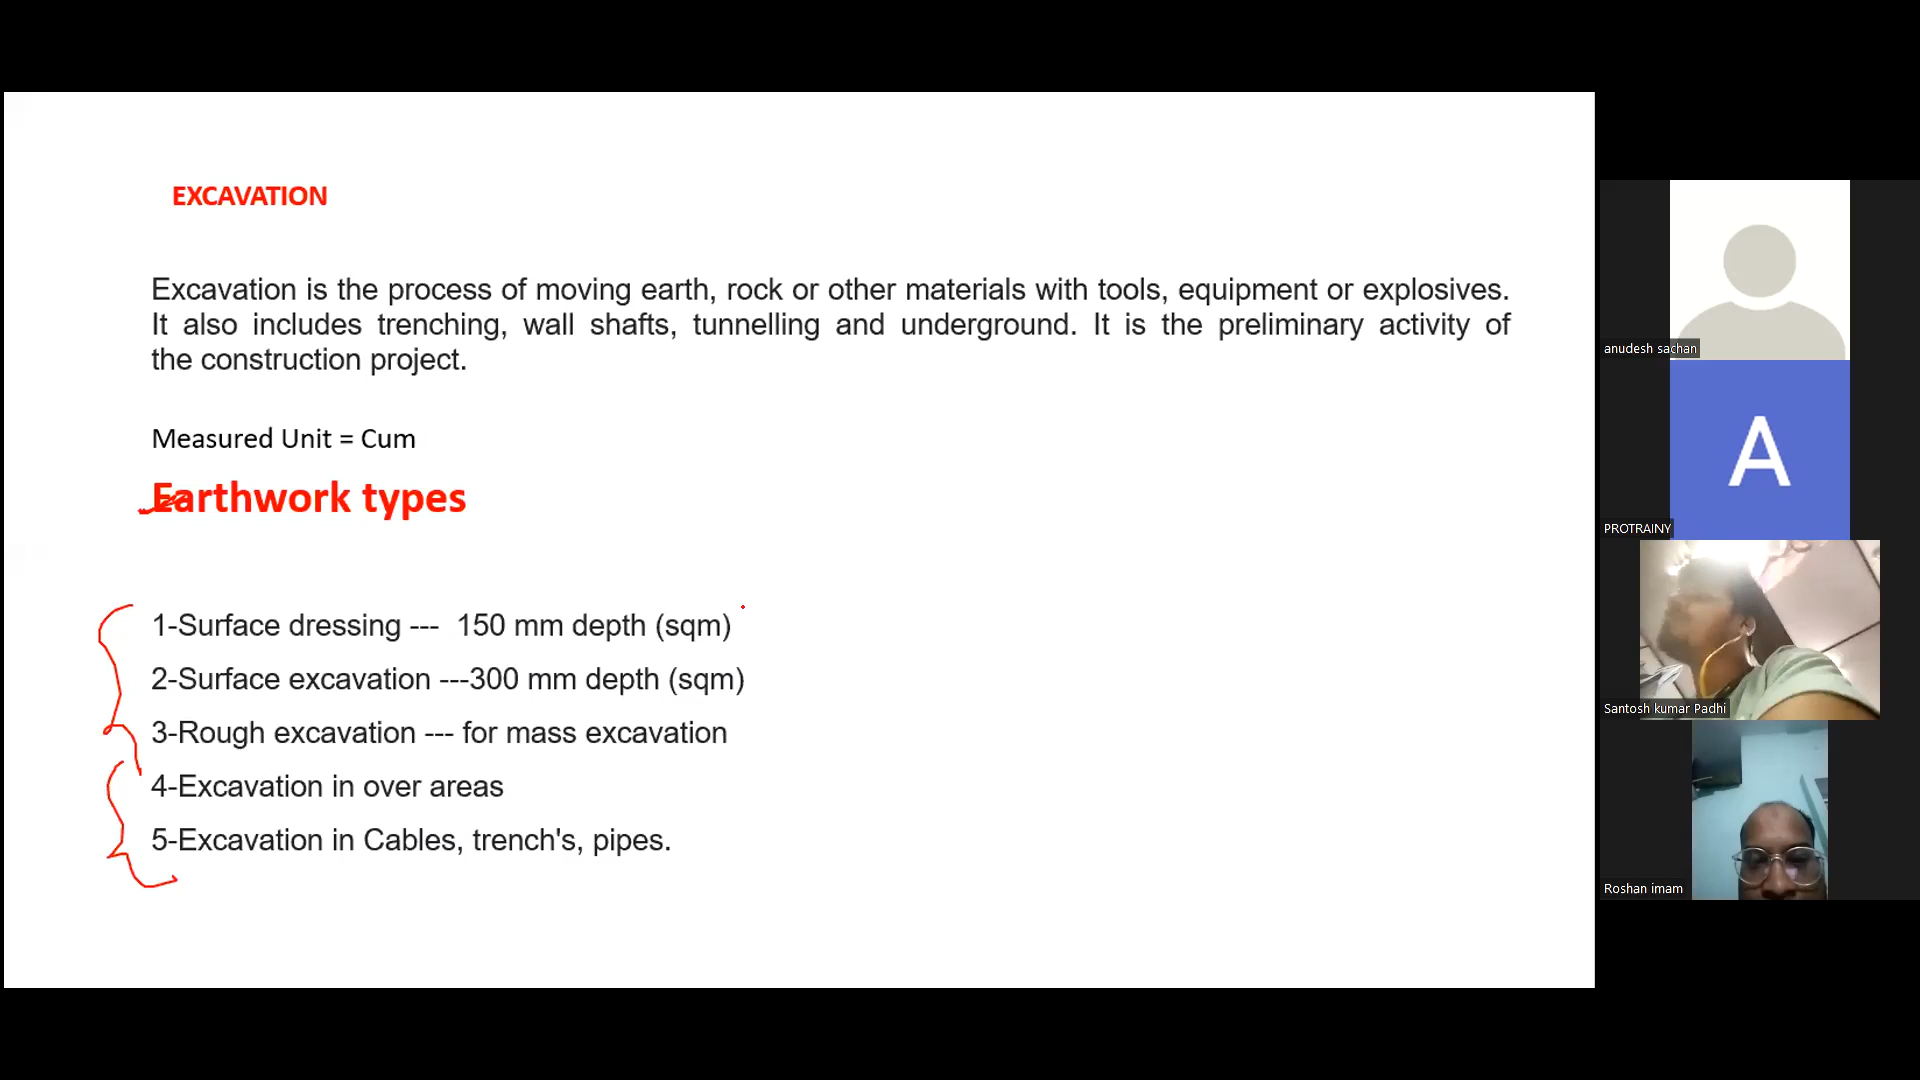 EXCAVATION
Excavation is the process of moving earth, rock or other materials with tools, equipment or explosives.
It also includes trenching, wall shafts, tunnelling and underground. It is the preliminary activity of
the construction project.
Measured Unit = Cum
Earthwork types
1-Surface dressing --- 150 mm depth (sqm)
2-Surface excavation ---300 mm depth (sqm)
3-Rough excavation --- for mass excavation
4-Excavation in over areas
5-Excavation in Cables, trench's, pipes.
anudesh sachan
A
PROTRAINY
Santosh kumar Padhi
Roshan imam